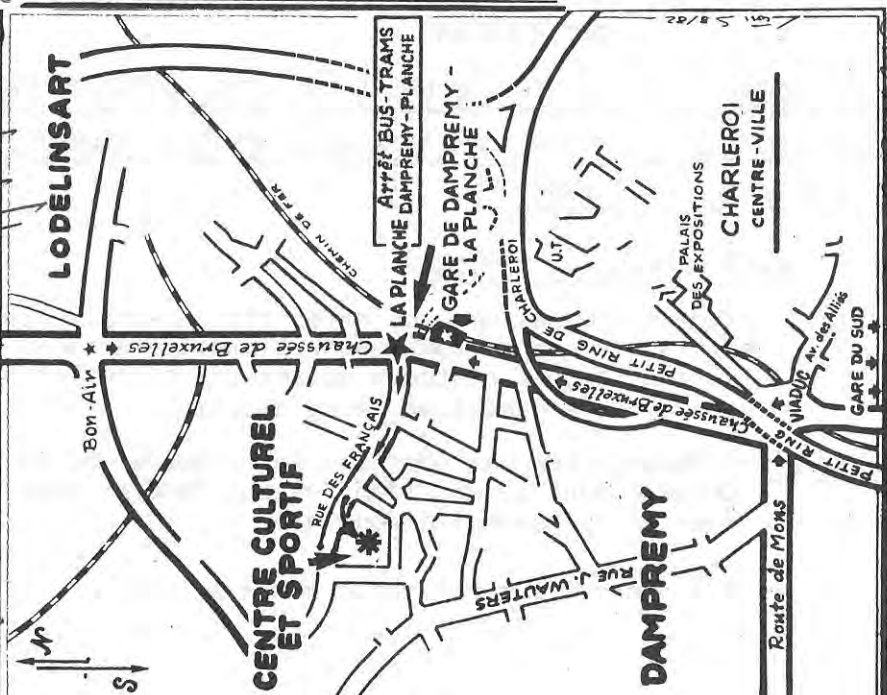 LODELINSART
CHEMIN DE FER
Arrêt BUS-TRAMS
DAMPREMY-PLANCHE
LA PLANCHE
GARE DE DAMPREMY -
- LA PLANCHE
CHARLEROI
U.T
PALAIS
DES EXPOSITIONS
CHARLEROI
CENTRE-VILLE
Bon-Air
Chaussée de Bruxelles
PETIT RING DE
Chaussée de Bruxelles
VIADUC
Av. des Alliés
GARE DU SUD
PETIT RING
CENTRE CULTUREL
ET SPORTIF
RUE DES FRANÇAIS
RUE J. WAUTERS
DAMPREMY
Route de Mons
N
S